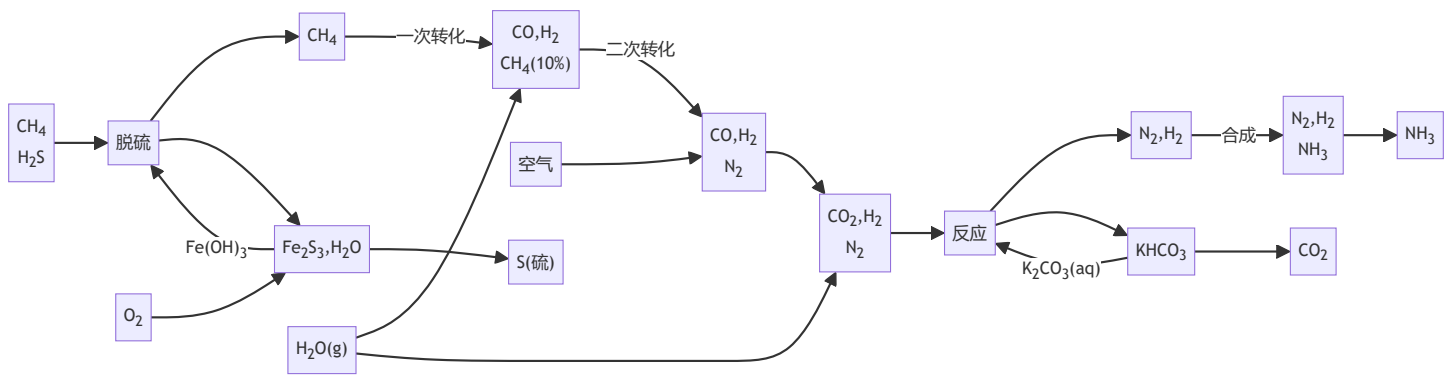 CH₄
H₂S
脱硫
CH₄
一次转化
CO,H₂
CH₄(10%)
二次转化
Fe(OH)₃
Fe₂S₃,H₂O
S(硫)
O₂
H₂O(g)
空气
CO,H₂
N₂
CO₂,H₂
N₂
反应
N₂,H₂
合成
N₂,H₂
NH₃
NH₃
K₂CO₃(aq)
KHCO₃
CO₂